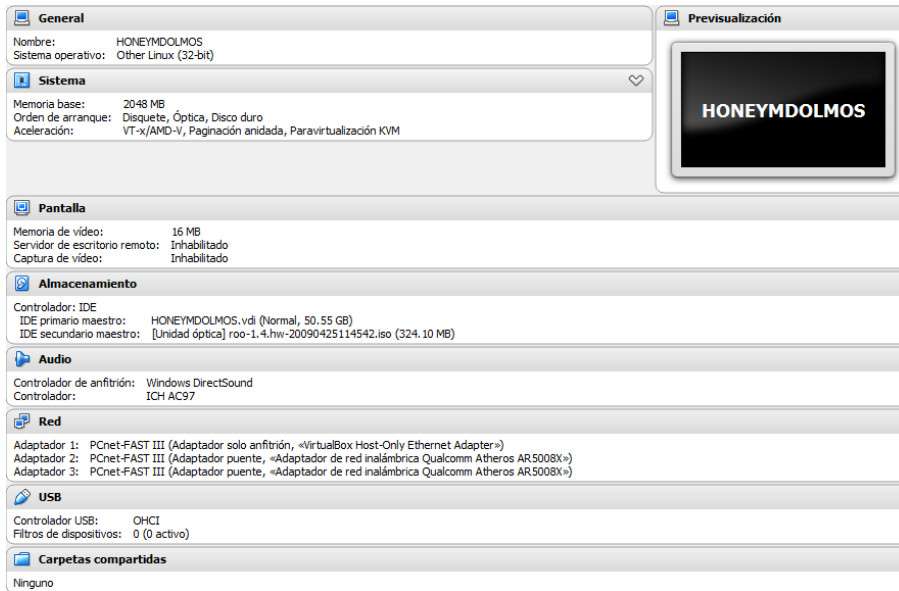 General
Nombre: HONEYMDOLMOS
Sistema operativo: Other Linux (32-bit)
Previsualización
HONEYMDOLMOS
Sistema
Memoria base: 2048 MB
Orden de arranque: Disquete, Óptica, Disco duro
Aceleración: VT-x/AMD-V, Paginación anidada, Paravirtualización KVM
Pantalla
Memoria de vídeo: 16 MB
Servidor de escritorio remoto: Inhabilitado
Captura de vídeo: Inhabilitado
Almacenamiento
Controlador: IDE
IDE primario maestro: HONEYMDOLMOS.vdi (Normal, 50.55 GB)
IDE secundario maestro: [Unidad óptica] roo-1.4.hw-20090425114542.iso (324.10 MB)
Audio
Controlador de anfitrión: Windows DirectSound
Controlador: ICH AC97
Red
Adaptador 1: PCnet-FAST III (Adaptador solo anfitrión, «VirtualBox Host-Only Ethernet Adapter»)
Adaptador 2: PCnet-FAST III (Adaptador puente, «Adaptador de red inalámbrica Qualcomm Atheros AR5008X»)
Adaptador 3: PCnet-FAST III (Adaptador puente, «Adaptador de red inalámbrica Qualcomm Atheros AR5008X»)
USB
Controlador USB: OHCI
Filtros de dispositivos: 0 (0 activo)
Carpetas compartidas
Ninguno